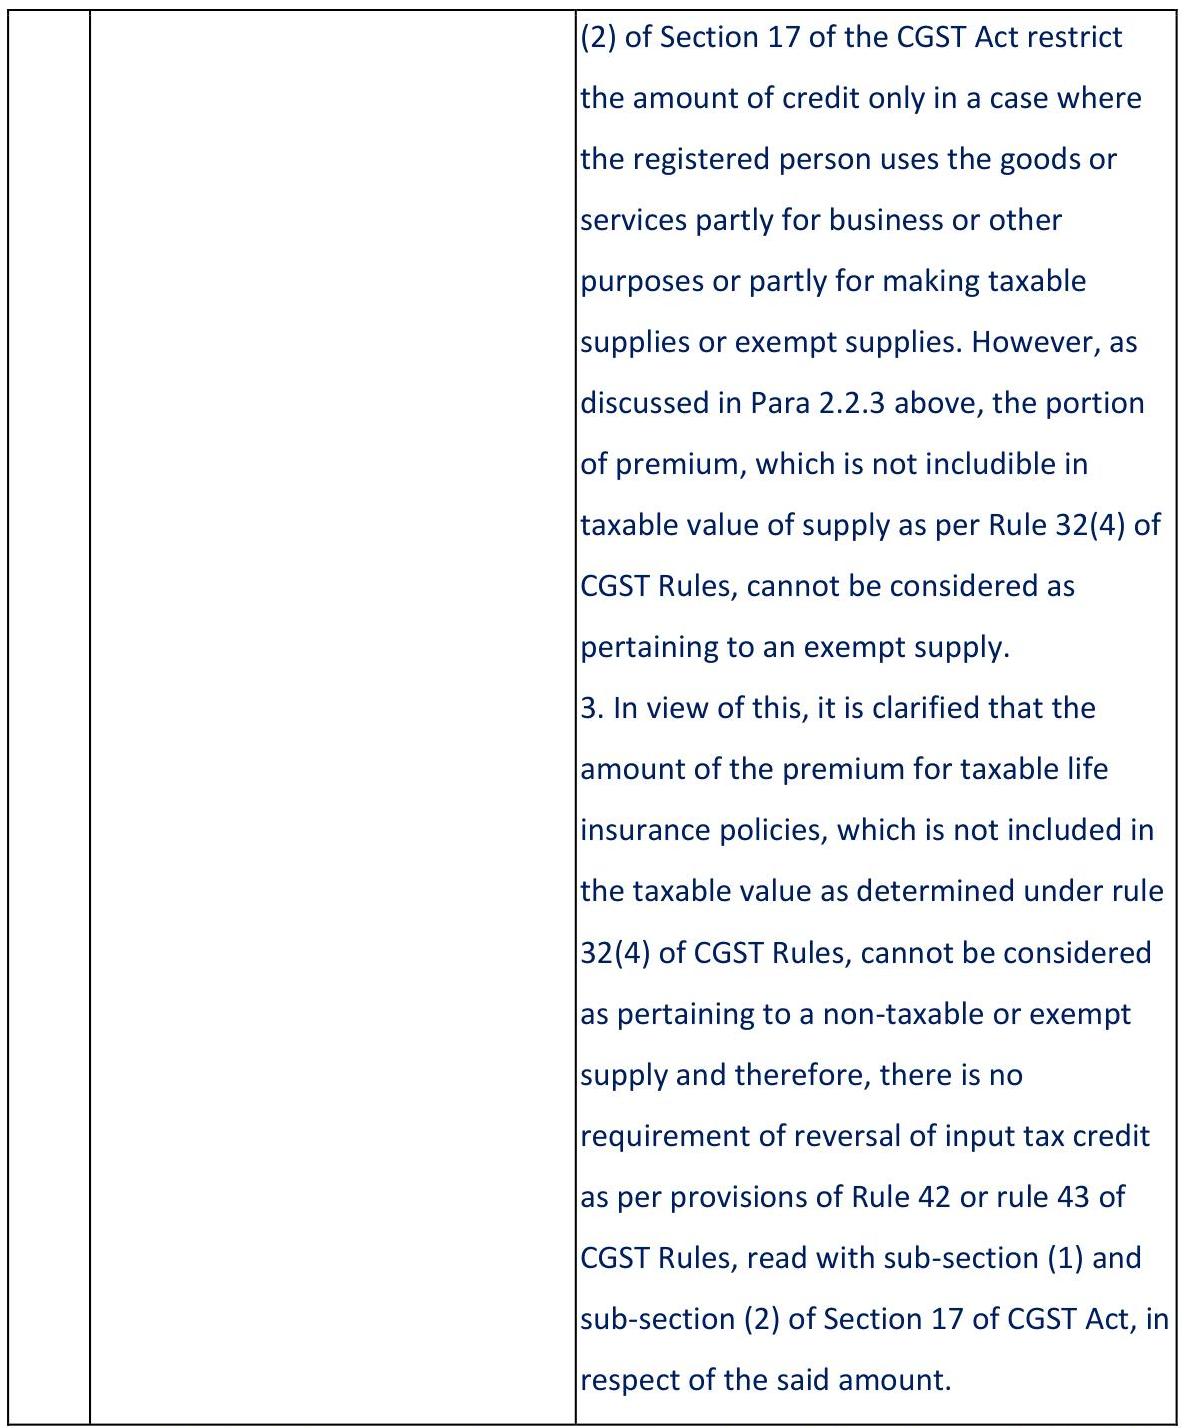 (2) of Section 17 of the CGST Act restrict
the amount of credit only in a case where
the registered person uses the goods or
services partly for business or other
purposes or partly for making taxable
supplies or exempt supplies. However, as
discussed in Para 2.2.3 above, the portion
of premium, which is not includible in
taxable value of supply as per Rule 32(4) of
CGST Rules, cannot be considered as
pertaining to an exempt supply.
3. In view of this, it is clarified that the
amount of the premium for taxable life
insurance policies, which is not included in
the taxable value as determined under rule
32(4) of CGST Rules, cannot be considered
as pertaining to a non-taxable or exempt
supply and therefore, there is no
requirement of reversal of input tax credit
as per provisions of Rule 42 or rule 43 of
CGST Rules, read with sub-section (1) and
sub-section (2) of Section 17 of CGST Act, in
respect of the said amount.